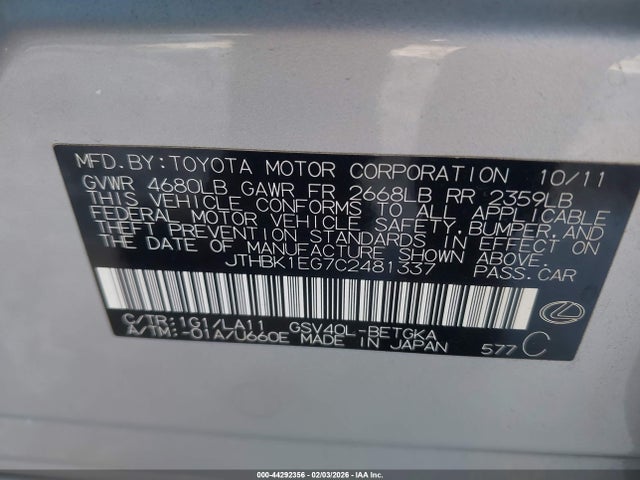 MFD.BY:TOYOTA MOTOR CORPORATION 10/11
GVWR 4680LB GAWR FR 2668LB RR 2359LB
THIS VEHICLE CONFORMS TO ALL APPLICABLE
FEDERAL MOTOR VEHICLE SAFETY,BUMPER,AND
THEFT PREVENTION STANDARDS IN EFFECT ON
THE DATE OF MANUFACTURE SHOWN ABOVE.
JTHBK1EG7C2481337 PASS.CAR
C/TR:1G1/LA11 GSV40L-BETGKA
A/TM:-01A/U660E MADE IN JAPAN 577 C
000-44292356 - 02/03/2026 - IAA Inc.